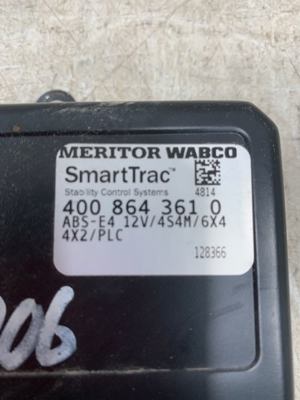 MERITOR WABCO
SmartTrac™
Stability Control Systems 4814
400 864 361 0
ABS-E4 12V/4S4M/6X4
4X2/PLC
128366
06